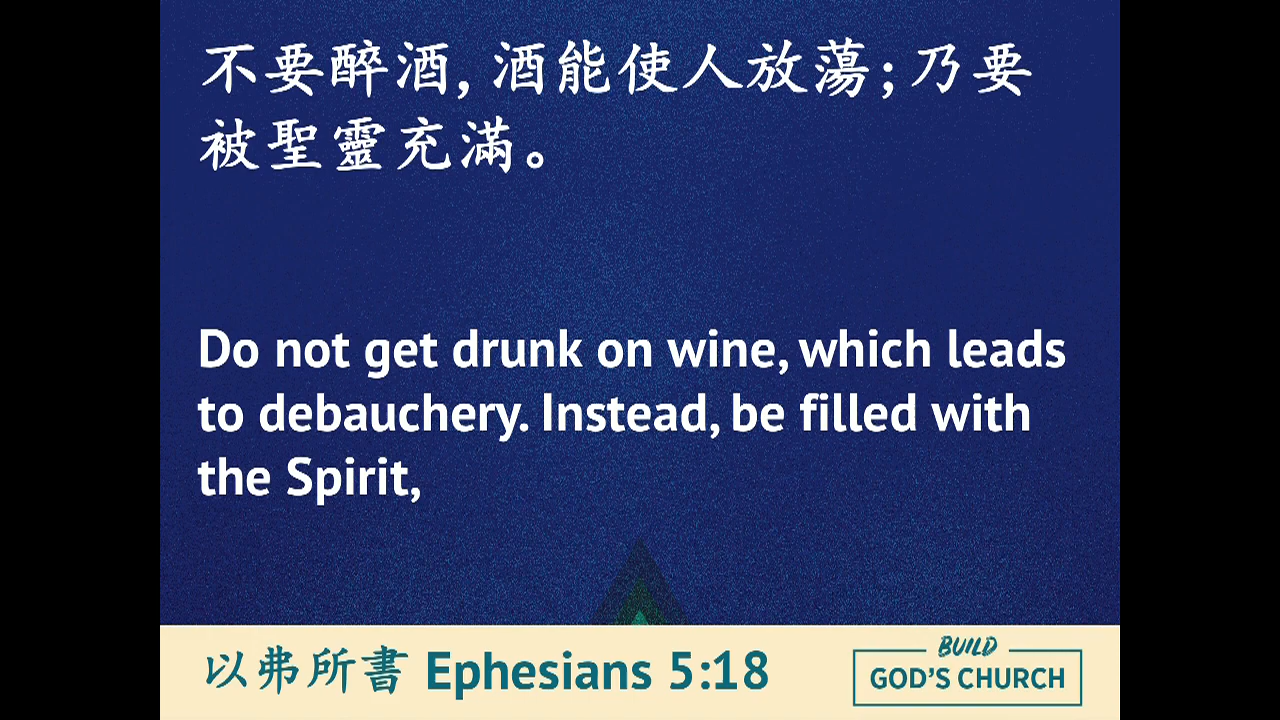 不要醉酒, 酒能使人放蕩; 乃要
被聖靈充滿。
Do not get drunk on wine, which leads
to debauchery. Instead, be filled with
the Spirit,
以弗所書 Ephesians 5:18
BUILD
GOD'S CHURCH